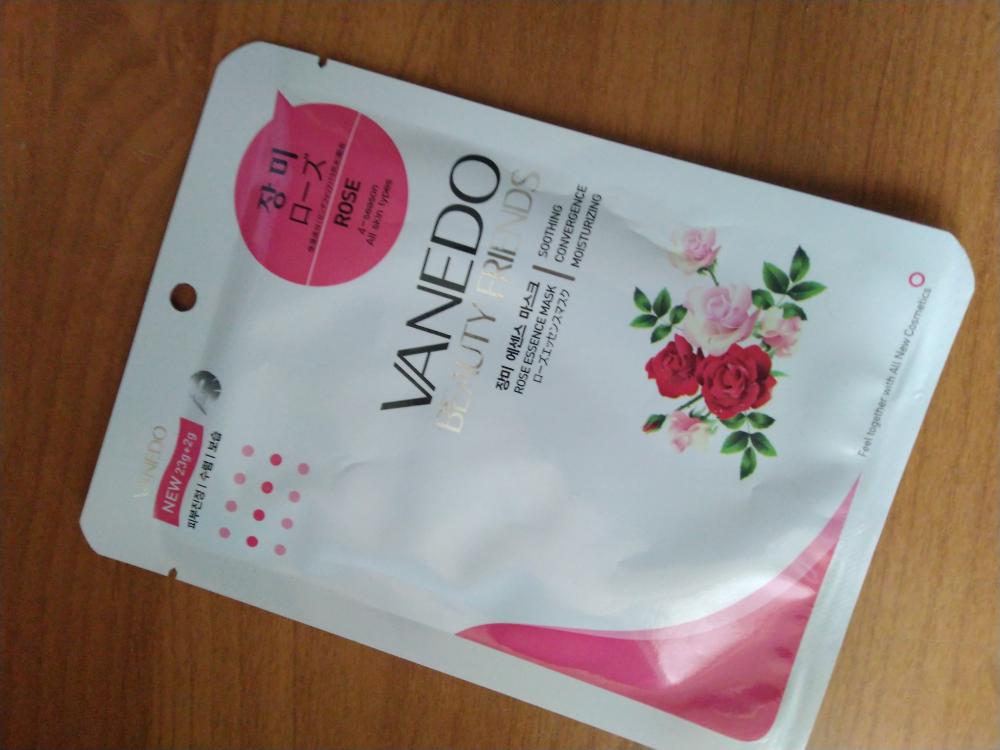 VANEDO
NEW 23g+2g
피부진정 | 수렴 | 보습
장미
ローズ
ROSE
4-season
All skin types
VANEDO
BEAUTY FRIENDS
장미 에센스 마스크
ROSE ESSENCE MASK
ローズエッセンスマスク
SOOTHING
CONVERGENCE
MOISTURIZING
Feel together with All New Cosmetics